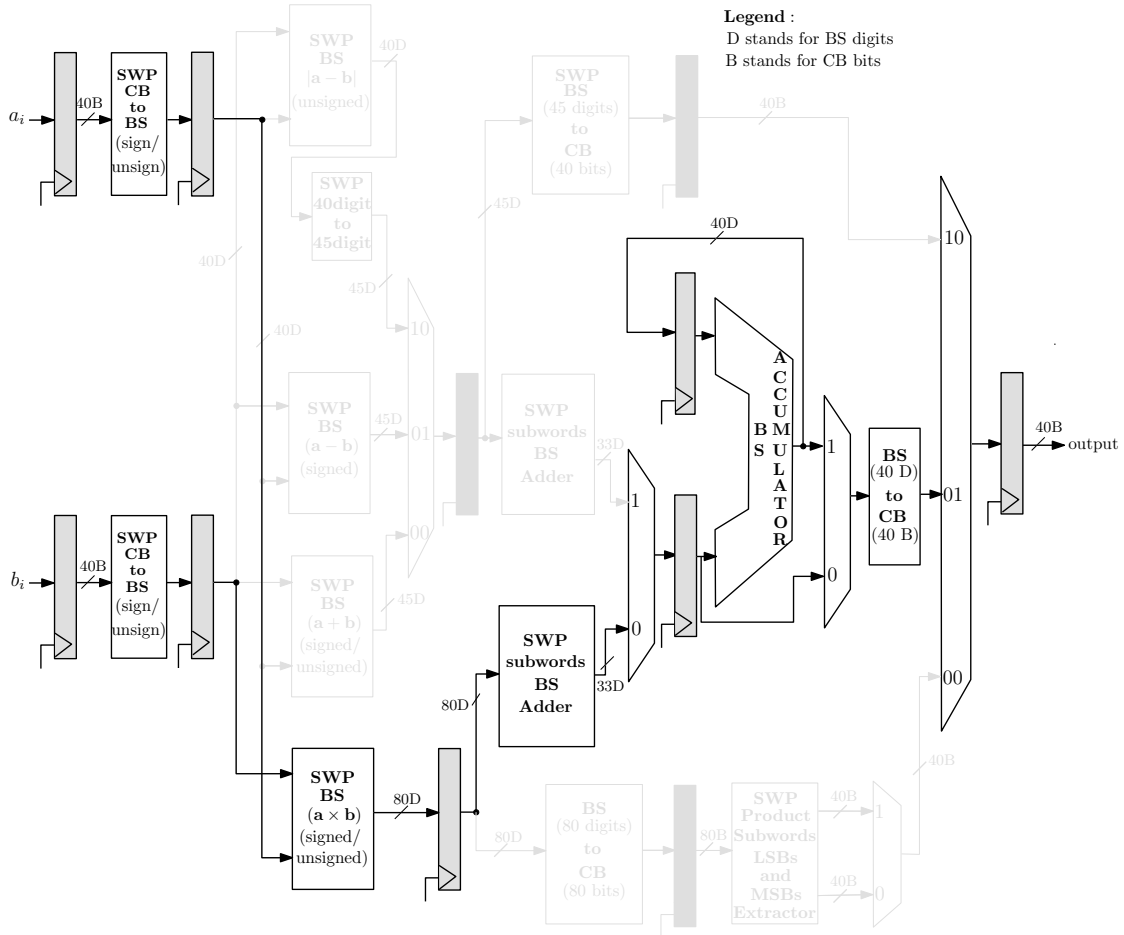 Legend :
D stands for BS digits
B stands for CB bits
a_i
40B
SWP
CB
to
BS
(sign/
unsign)
SWP
BS
|a − b|
(unsigned)
40D
SWP
40digit
to
45digit
45D
40D
40D
SWP
BS
(a − b)
(signed)
45D
SWP
BS
(a + b)
(signed/
unsigned)
45D
10
01
00
45D
SWP
BS
(45 digits)
to
CB
(40 bits)
40B
SWP
subwords
BS
Adder
33D
b_i
40B
SWP
CB
to
BS
(sign/
unsign)
SWP
BS
(a × b)
(signed/
unsigned)
80D
80D
SWP
subwords
BS
Adder
33D
1
0
40D
BS
ACCUMULATOR
1
0
BS
(40 D)
to
CB
(40 B)
10
01
00
40B
output
80D
BS
(80 digits)
to
CB
(80 bits)
80B
SWP
Product
Subwords
LSBs
and
MSBs
Extractor
40B
40B
1
0
40B